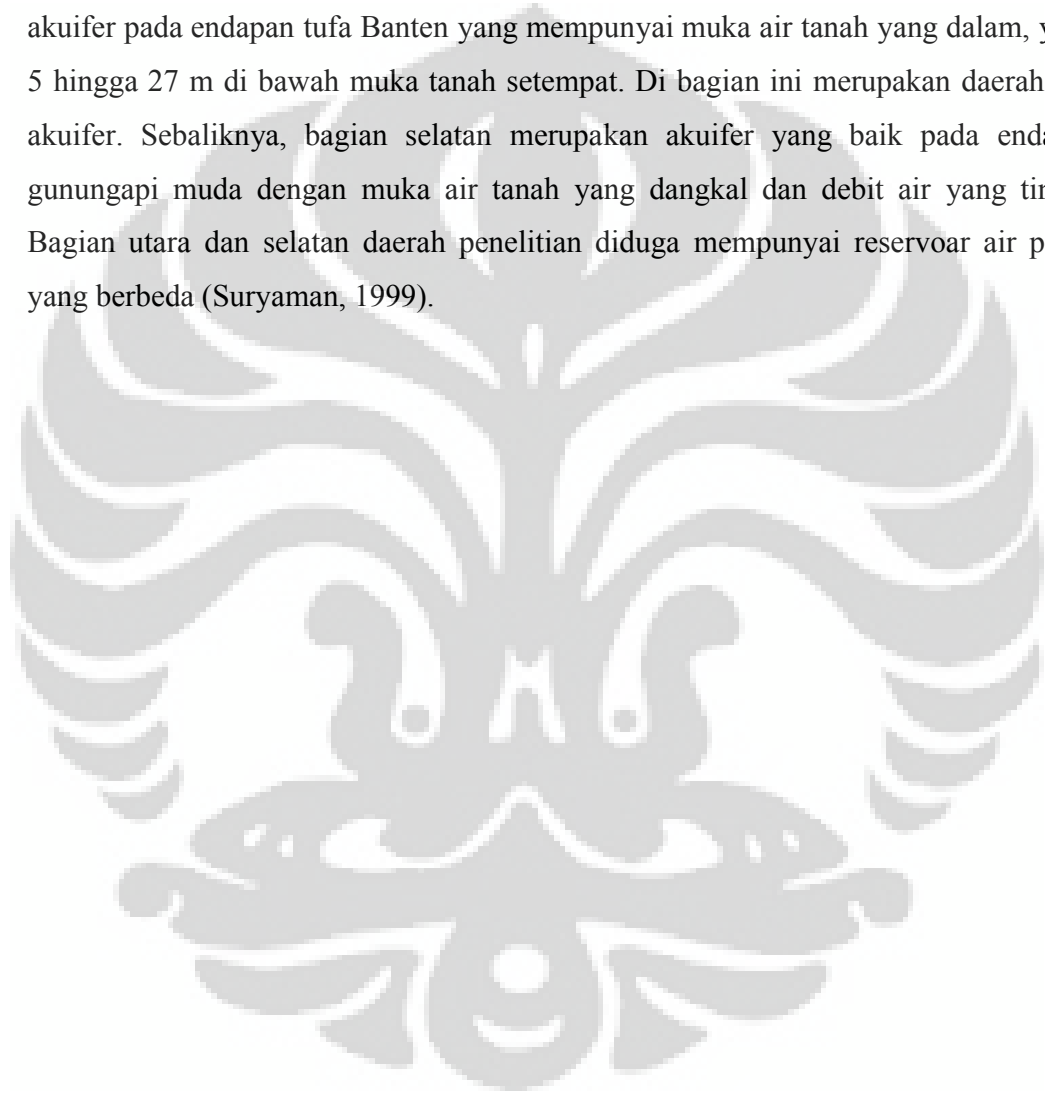 akuifer pada endapan tufa Banten yang mempunyai muka air tanah yang dalam,
5 hingga 27 m di bawah muka tanah setempat. Di bagian ini merupakan daerah
akuifer. Sebaliknya, bagian selatan merupakan akuifer yang baik pada
gunungapi muda dengan muka air tanah yang dangkal dan debit air yang
Bagian utara dan selatan daerah penelitian diduga mempunyai reservoar air
yang berbeda (Suryaman, 1999).